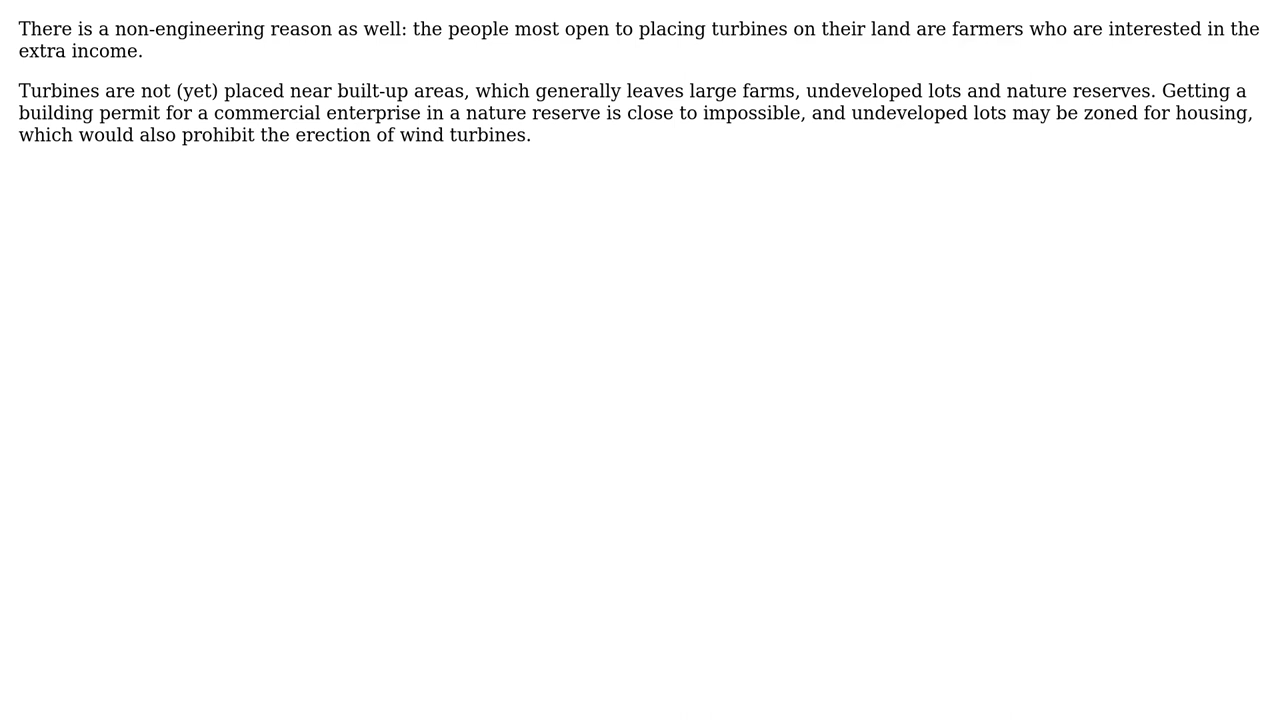 There is a non-engineering reason as well: the people most open to placing turbines on their land are farmers who are interested in the
extra income.
Turbines are not (yet) placed near built-up areas, which generally leaves large farms, undeveloped lots and nature reserves. Getting a
building permit for a commercial enterprise in a nature reserve is close to impossible, and undeveloped lots may be zoned for housing,
which would also prohibit the erection of wind turbines.